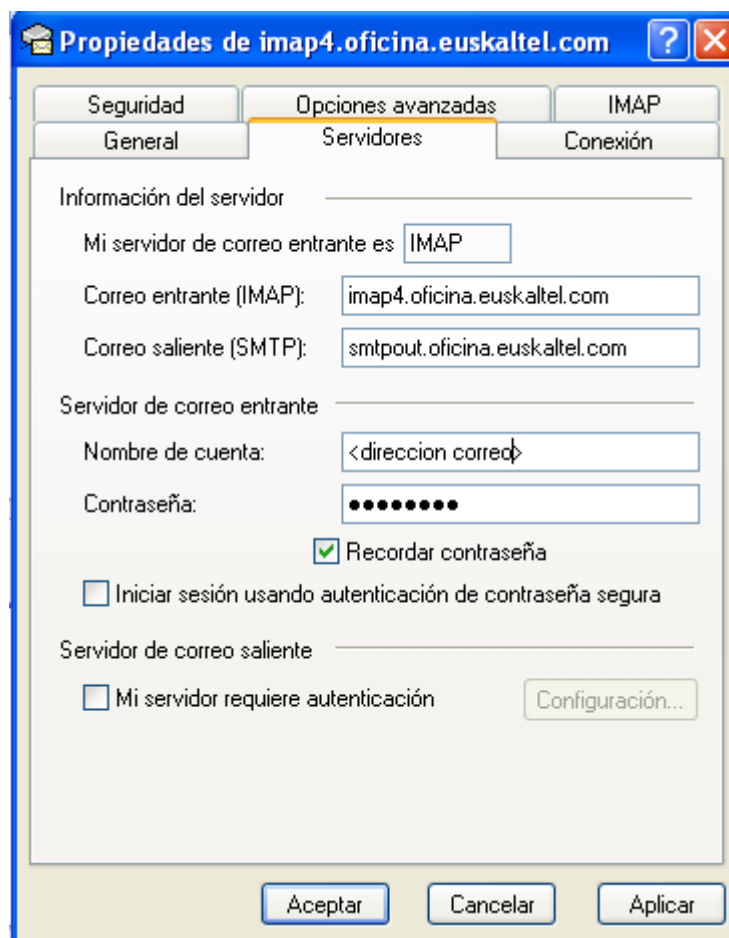 Propiedades de imap4.oficina.euskaltel.com
Seguridad Opciones avanzadas IMAP
General Servidores Conexión
Información del servidor
Mi servidor de correo entrante es IMAP
Correo entrante (IMAP): imap4.oficina.euskaltel.com
Correo saliente (SMTP): smtpout.oficina.euskaltel.com
Servidor de correo entrante
Nombre de cuenta: <direccion correo>
Contraseña: ●●●●●●●●
Recordar contraseña
Iniciar sesión usando autenticación de contraseña segura
Servidor de correo saliente
Mi servidor requiere autenticación Configuración...
Aceptar Cancelar Aplicar